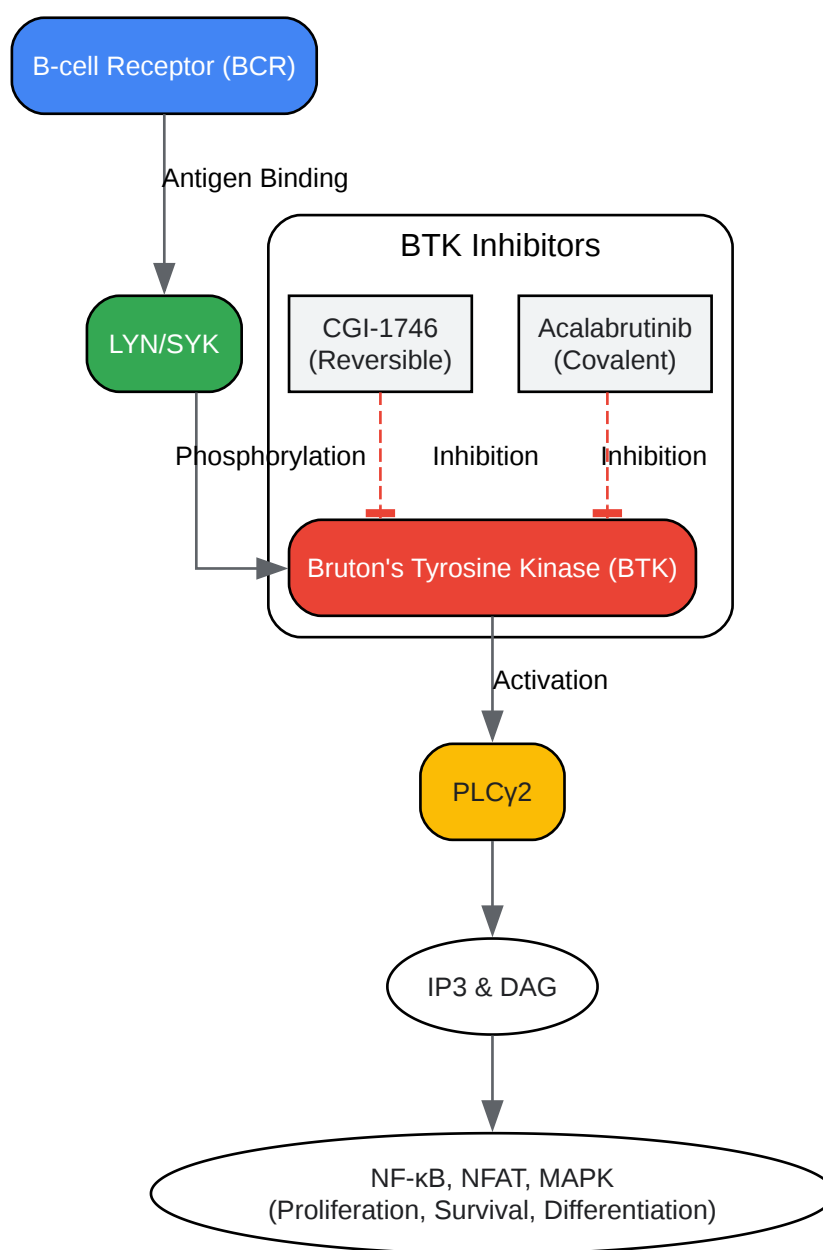 B-cell Receptor (BCR)
Antigen Binding
BTK Inhibitors
LYN/SYK
CGI-1746
(Reversible)
Acalabrutinib
(Covalent)
Phosphorylation
Inhibition
Inhibition
Bruton's Tyrosine Kinase (BTK)
Activation
PLCγ2
IP3 & DAG
NF-κB, NFAT, MAPK
(Proliferation, Survival, Differentiation)